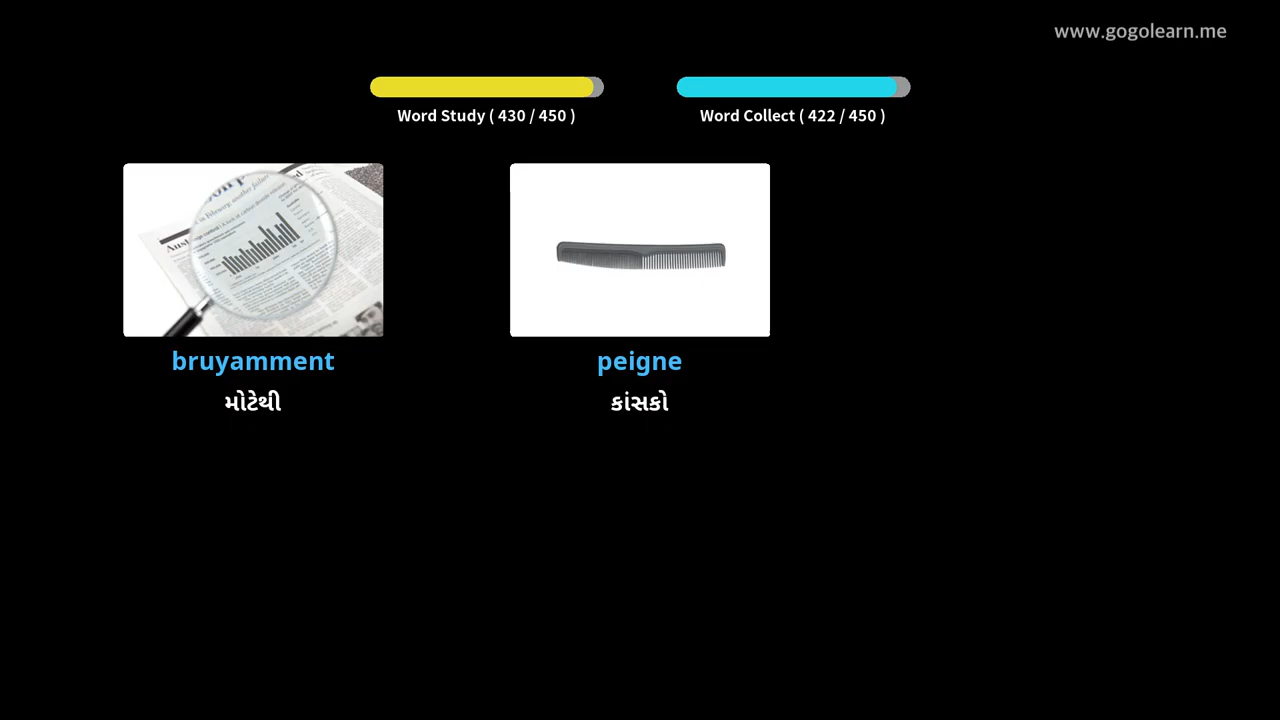 www.gogolearn.me
Word Study ( 430 / 450 )
Word Collect ( 422 / 450 )
bruyamment
peigne
મોટેથી
કાંસકો